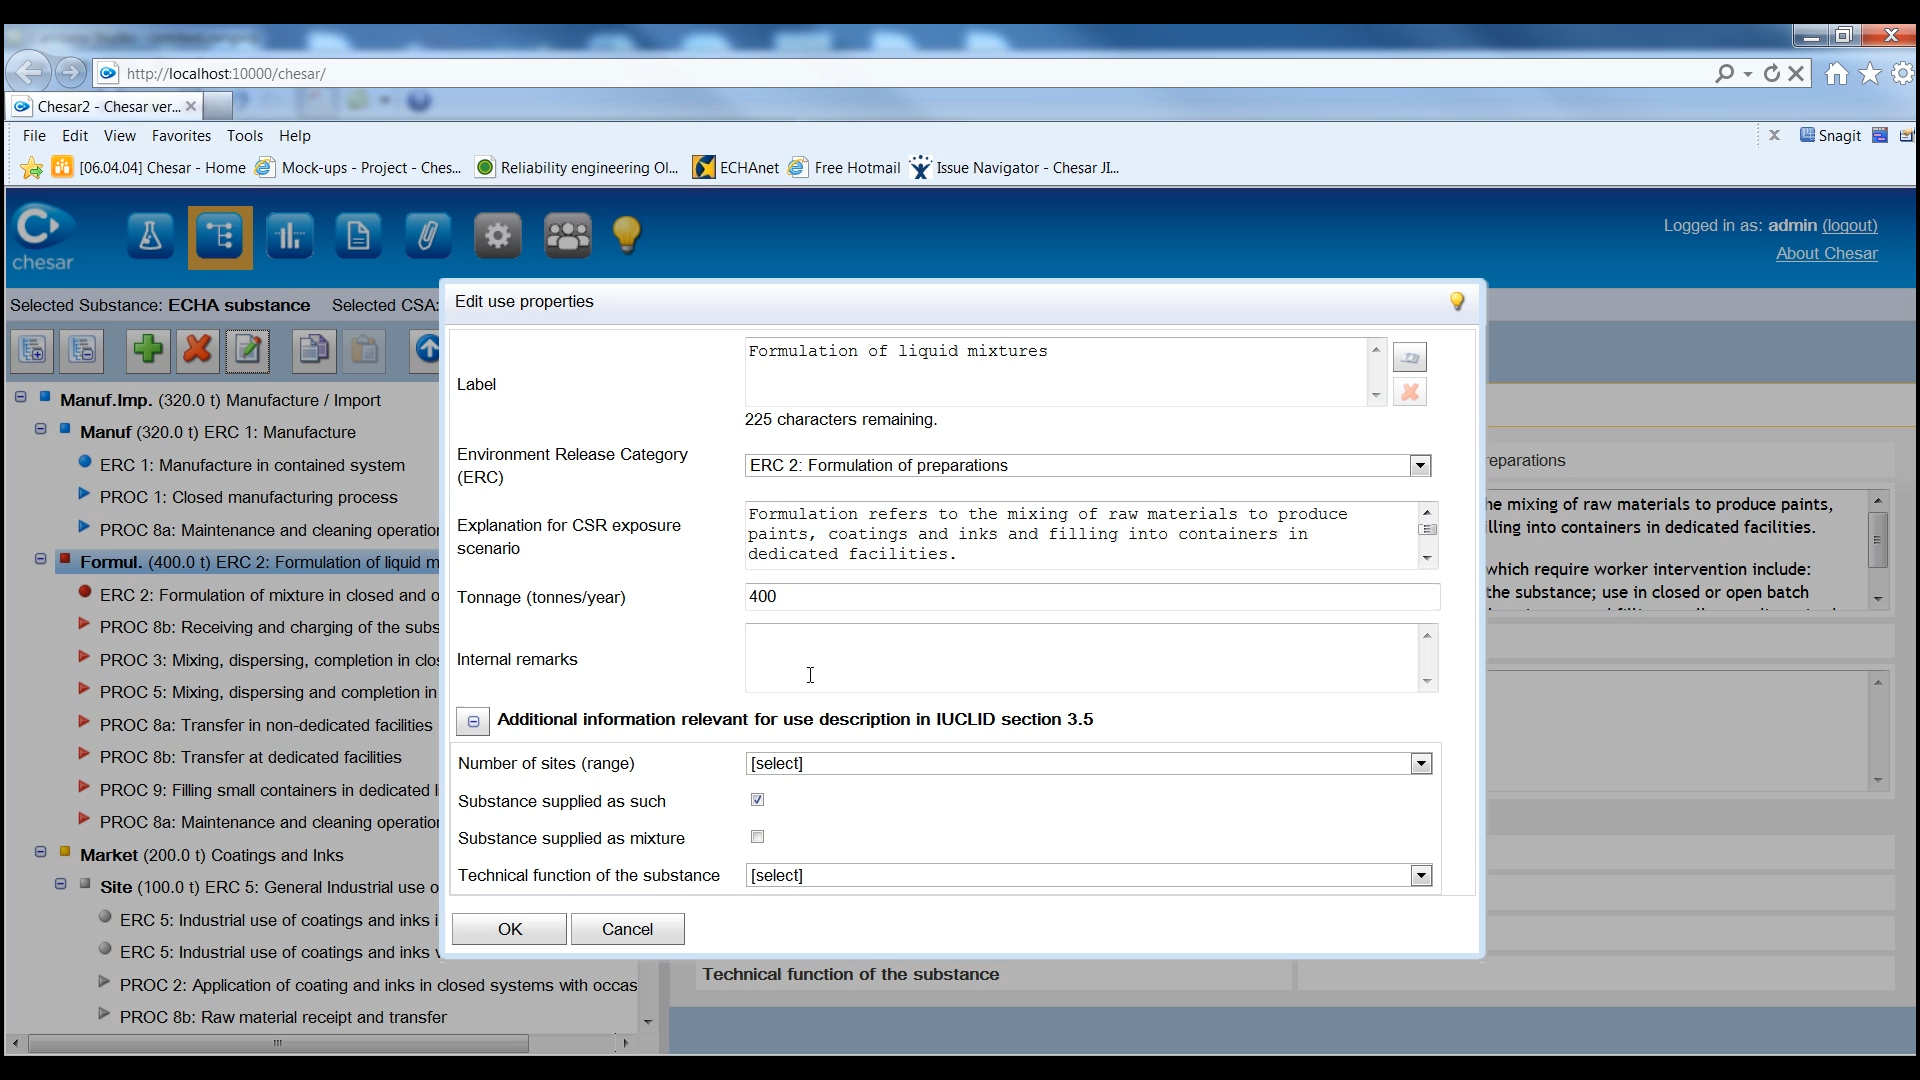 http://localhost:10000/chesar/
Chesar2 - Chesar ver...
File Edit View Favorites Tools Help
Snagit
[06.04.04] Chesar - Home
Mock-ups - Project - Ches...
Reliability engineering Ol...
ECHAnet
Free Hotmail
Issue Navigator - Chesar JI...
chesar
Logged in as: admin (logout)
About Chesar
Selected Substance: ECHA substance Selected CSA:
Manuf.Imp. (320.0 t) Manufacture / Import
Manuf (320.0 t) ERC 1: Manufacture
ERC 1: Manufacture in contained system
PROC 1: Closed manufacturing process
PROC 8a: Maintenance and cleaning operation
Formul. (400.0 t) ERC 2: Formulation of liquid m
ERC 2: Formulation of mixture in closed and o
PROC 8b: Receiving and charging of the subs
PROC 3: Mixing, dispersing, completion in clos
PROC 5: Mixing, dispersing and completion in
PROC 8a: Transfer in non-dedicated facilities
PROC 8b: Transfer at dedicated facilities
PROC 9: Filling small containers in dedicated l
PROC 8a: Maintenance and cleaning operation
Market (200.0 t) Coatings and Inks
Site (100.0 t) ERC 5: General Industrial use o
ERC 5: Industrial use of coatings and inks i
ERC 5: Industrial use of coatings and inks
PROC 2: Application of coating and inks in closed systems with occas
PROC 8b: Raw material receipt and transfer
Edit use properties
Label
Formulation of liquid mixtures
225 characters remaining.
Environment Release Category
(ERC)
ERC 2: Formulation of preparations
Explanation for CSR exposure
scenario
Formulation refers to the mixing of raw materials to produce
paints, coatings and inks and filling into containers in
dedicated facilities.
Tonnage (tonnes/year)
400
Internal remarks
Additional information relevant for use description in IUCLID section 3.5
Number of sites (range)
[select]
Substance supplied as such
Substance supplied as mixture
Technical function of the substance
[select]
OK Cancel
reparations
he mixing of raw materials to produce paints,
lling into containers in dedicated facilities.
which require worker intervention include:
the substance; use in closed or open batch
Technical function of the substance